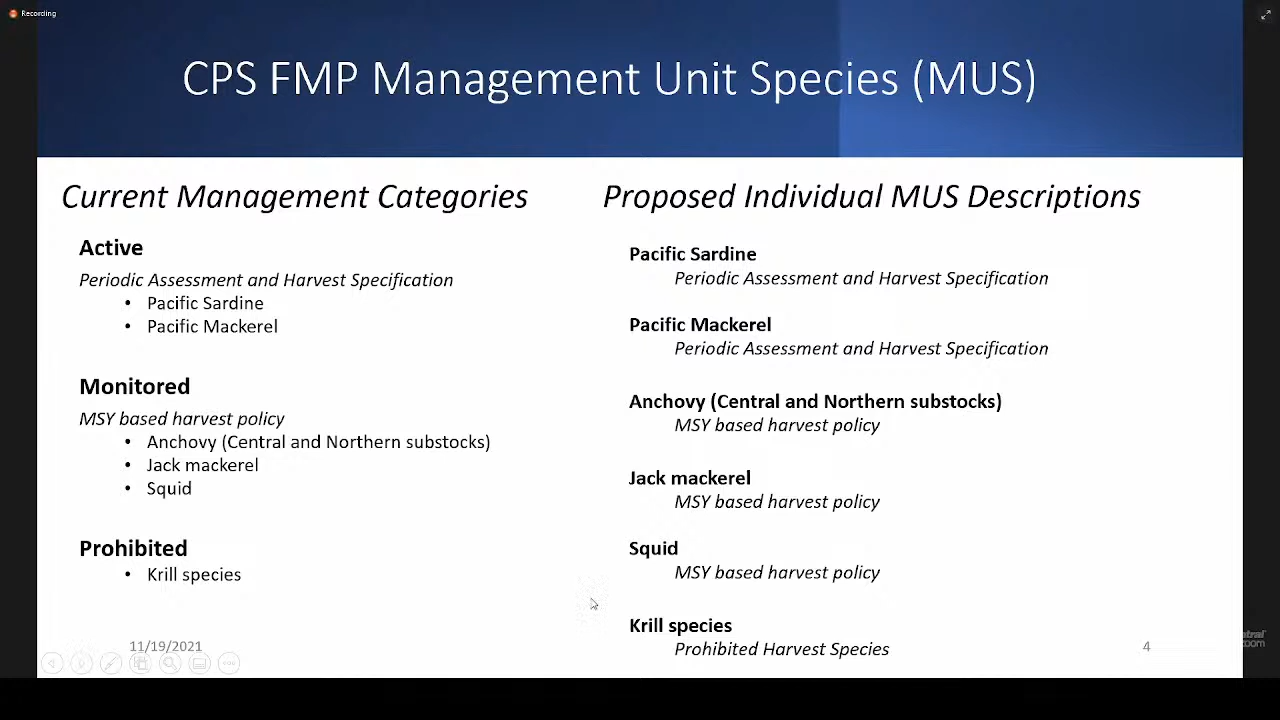 Recording
CPS FMP Management Unit Species (MUS)
Current Management Categories
Active
Periodic Assessment and Harvest Specification
• Pacific Sardine
• Pacific Mackerel
Monitored
MSY based harvest policy
• Anchovy (Central and Northern substocks)
• Jack mackerel
• Squid
Prohibited
• Krill species
Proposed Individual MUS Descriptions
Pacific Sardine
Periodic Assessment and Harvest Specification
Pacific Mackerel
Periodic Assessment and Harvest Specification
Anchovy (Central and Northern substocks)
MSY based harvest policy
Jack mackerel
MSY based harvest policy
Squid
MSY based harvest policy
Krill species
Prohibited Harvest Species
11/19/2021
4